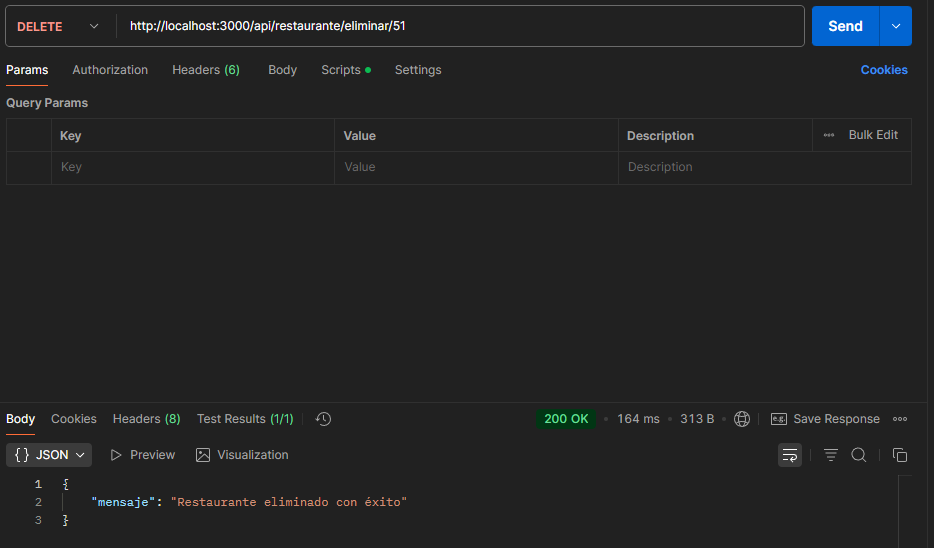 DELETE http://localhost:3000/api/restaurante/eliminar/51 Send
Params Authorization Headers (6) Body Scripts Settings Cookies
Query Params
Key Value Description Bulk Edit
Key Value Description
Body Cookies Headers (8) Test Results (1/1) 200 OK 164 ms 313 B e.g. Save Response
{} JSON Preview Visualization
1 {
2 "mensaje": "Restaurante eliminado con éxito"
3 }